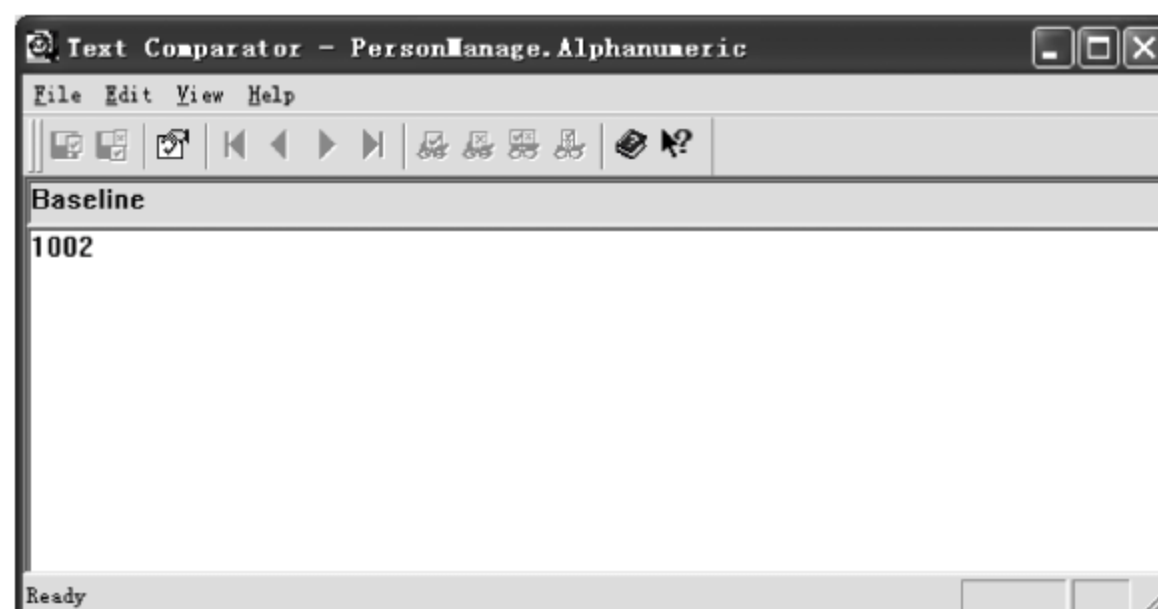 Text Comparator - PersonManage.Alphanumeric
File Edit View Help
Baseline
1002
Ready